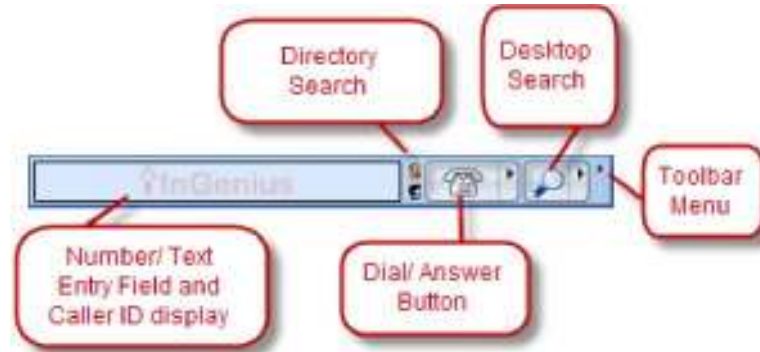 Directory
Search
Desktop
Search
InGenius
Toolbar
Menu
Number/ Text
Entry Field and
Caller ID display
Dial/ Answer
Button